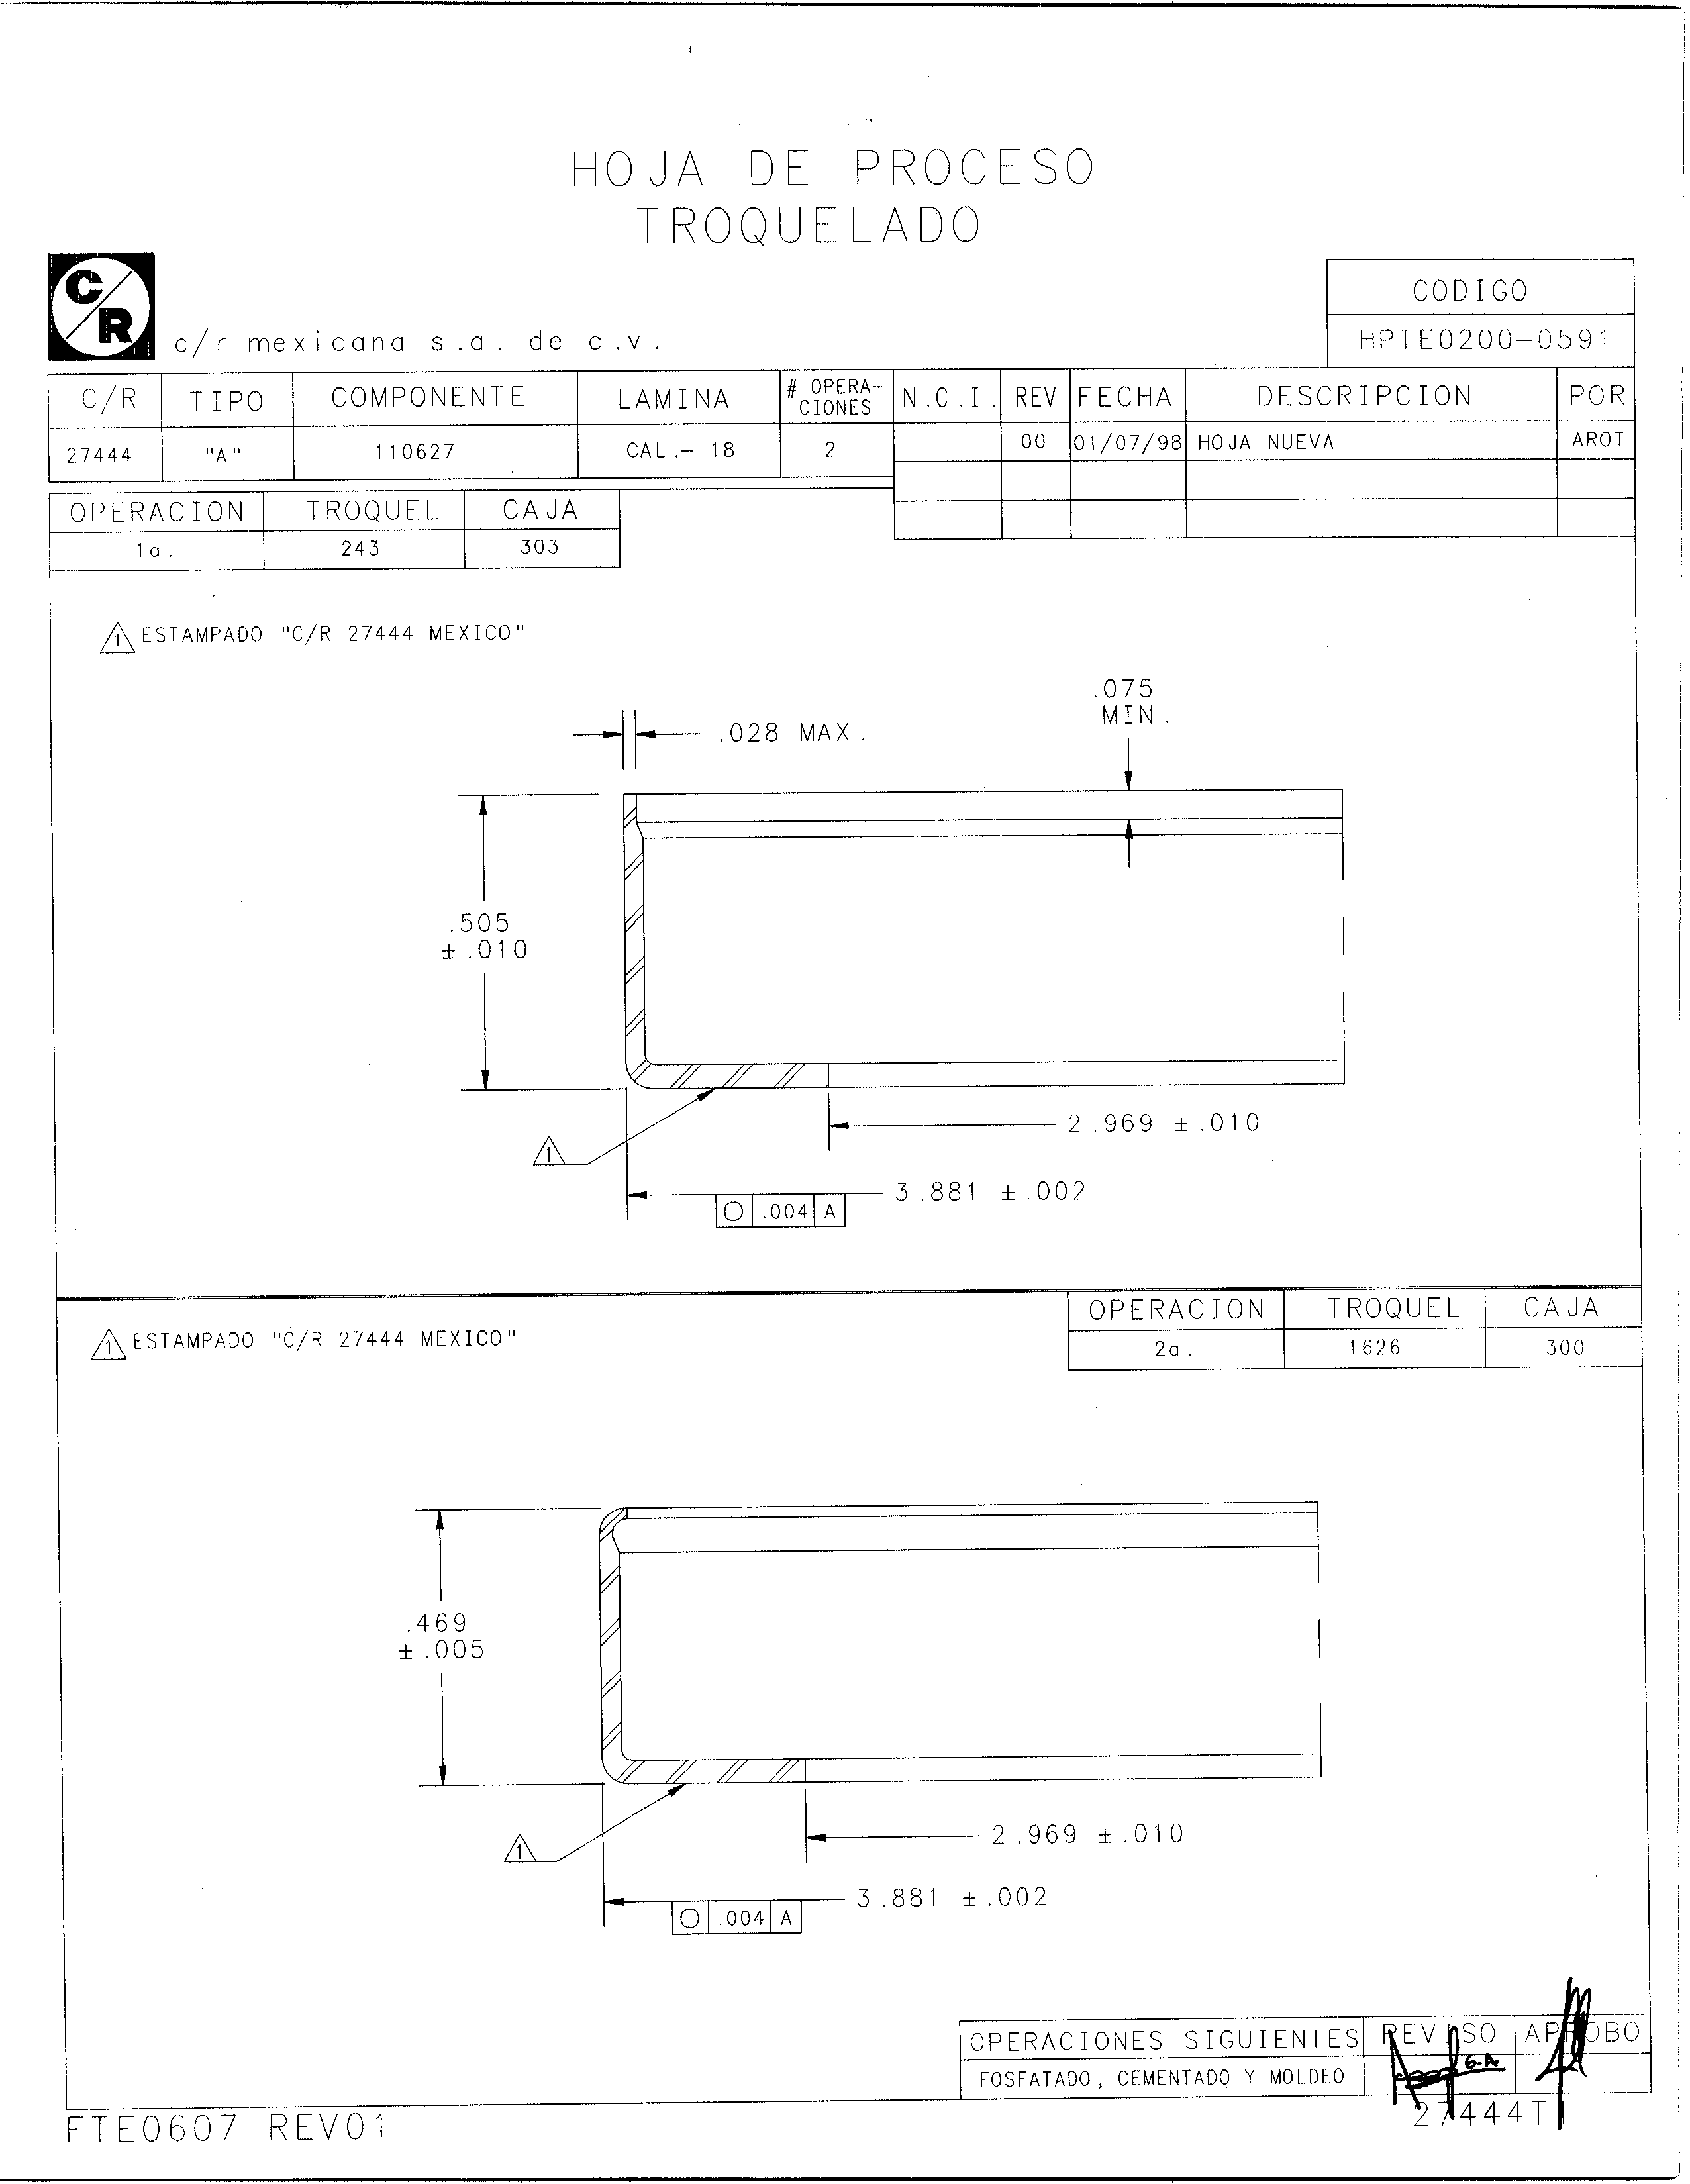 HOJA DE PROCESO
TROQUELADO
C/R
c/r mexicana s.a. de c.v.
CODIGO
HPTE0200-0591
C/R TIPO COMPONENTE LAMINA # OPERA-CIONES N.C.I. REV FECHA DESCRIPCION POR
27444 "A" 110627 CAL.- 18 2 00 01/07/98 HOJA NUEVA AROT
OPERACION TROQUEL CAJA
1a. 243 303
1 ESTAMPADO "C/R 27444 MEXICO"
.075
MIN.
.028 MAX.
.505
±.010
2.969 ±.010
1
3.881 ±.002
○ .004 A
OPERACION TROQUEL CAJA
2a. 1626 300
1 ESTAMPADO "C/R 27444 MEXICO"
.469
±.005
2.969 ±.010
1
3.881 ±.002
○ .004 A
OPERACIONES SIGUIENTES REVISO APROBO
FOSFATADO, CEMENTADO Y MOLDEO
G.A.
27444T
FTE0607 REV01